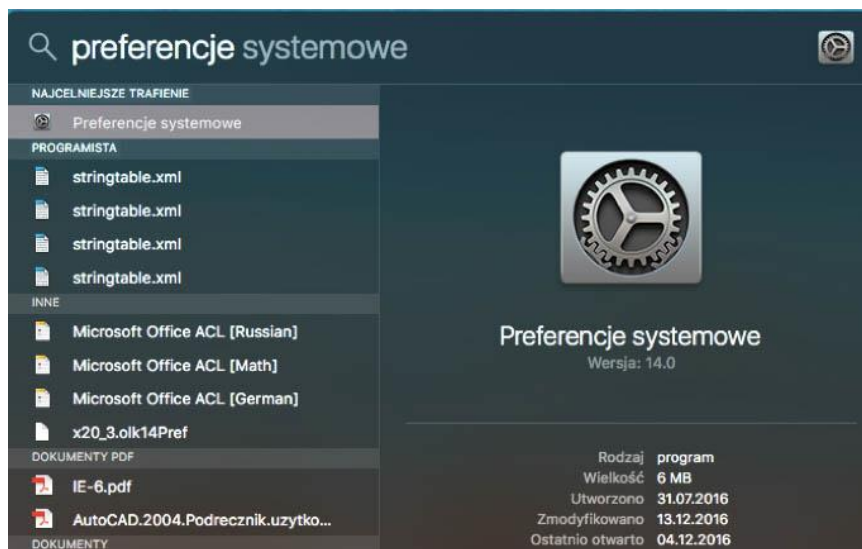 preferencje systemowe
NAJCELNIEJSZE TRAFIENIE
Preferencje systemowe
PROGRAMISTA
stringtable.xml
stringtable.xml
stringtable.xml
stringtable.xml
INNE
Microsoft Office ACL [Russian]
Microsoft Office ACL [Math]
Microsoft Office ACL [German]
x20_3.olk14Pref
DOKUMENTY PDF
IE-6.pdf
AutoCAD.2004.Podrecznik.uzytko...
DOKUMENTY
Preferencje systemowe
Wersja: 14.0
Rodzaj program
Wielkość 6 MB
Utworzono 31.07.2016
Zmodyfikowano 13.12.2016
Ostatnio otwarto 04.12.2016